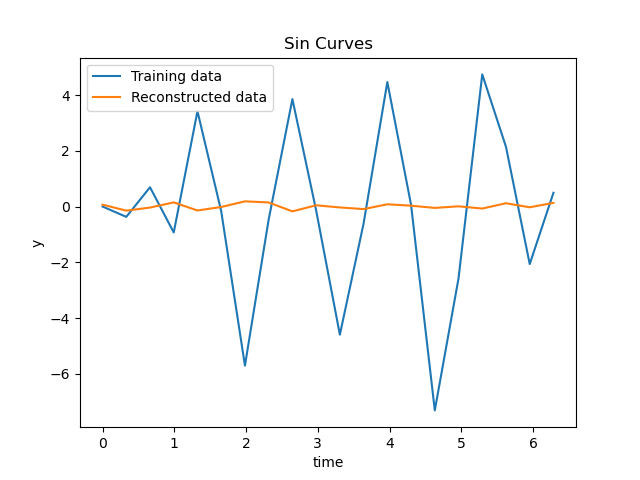 Sin Curves
Training data
Reconstructed data
4
2
0
−2
−4
−6
y
0 1 2 3 4 5 6
time